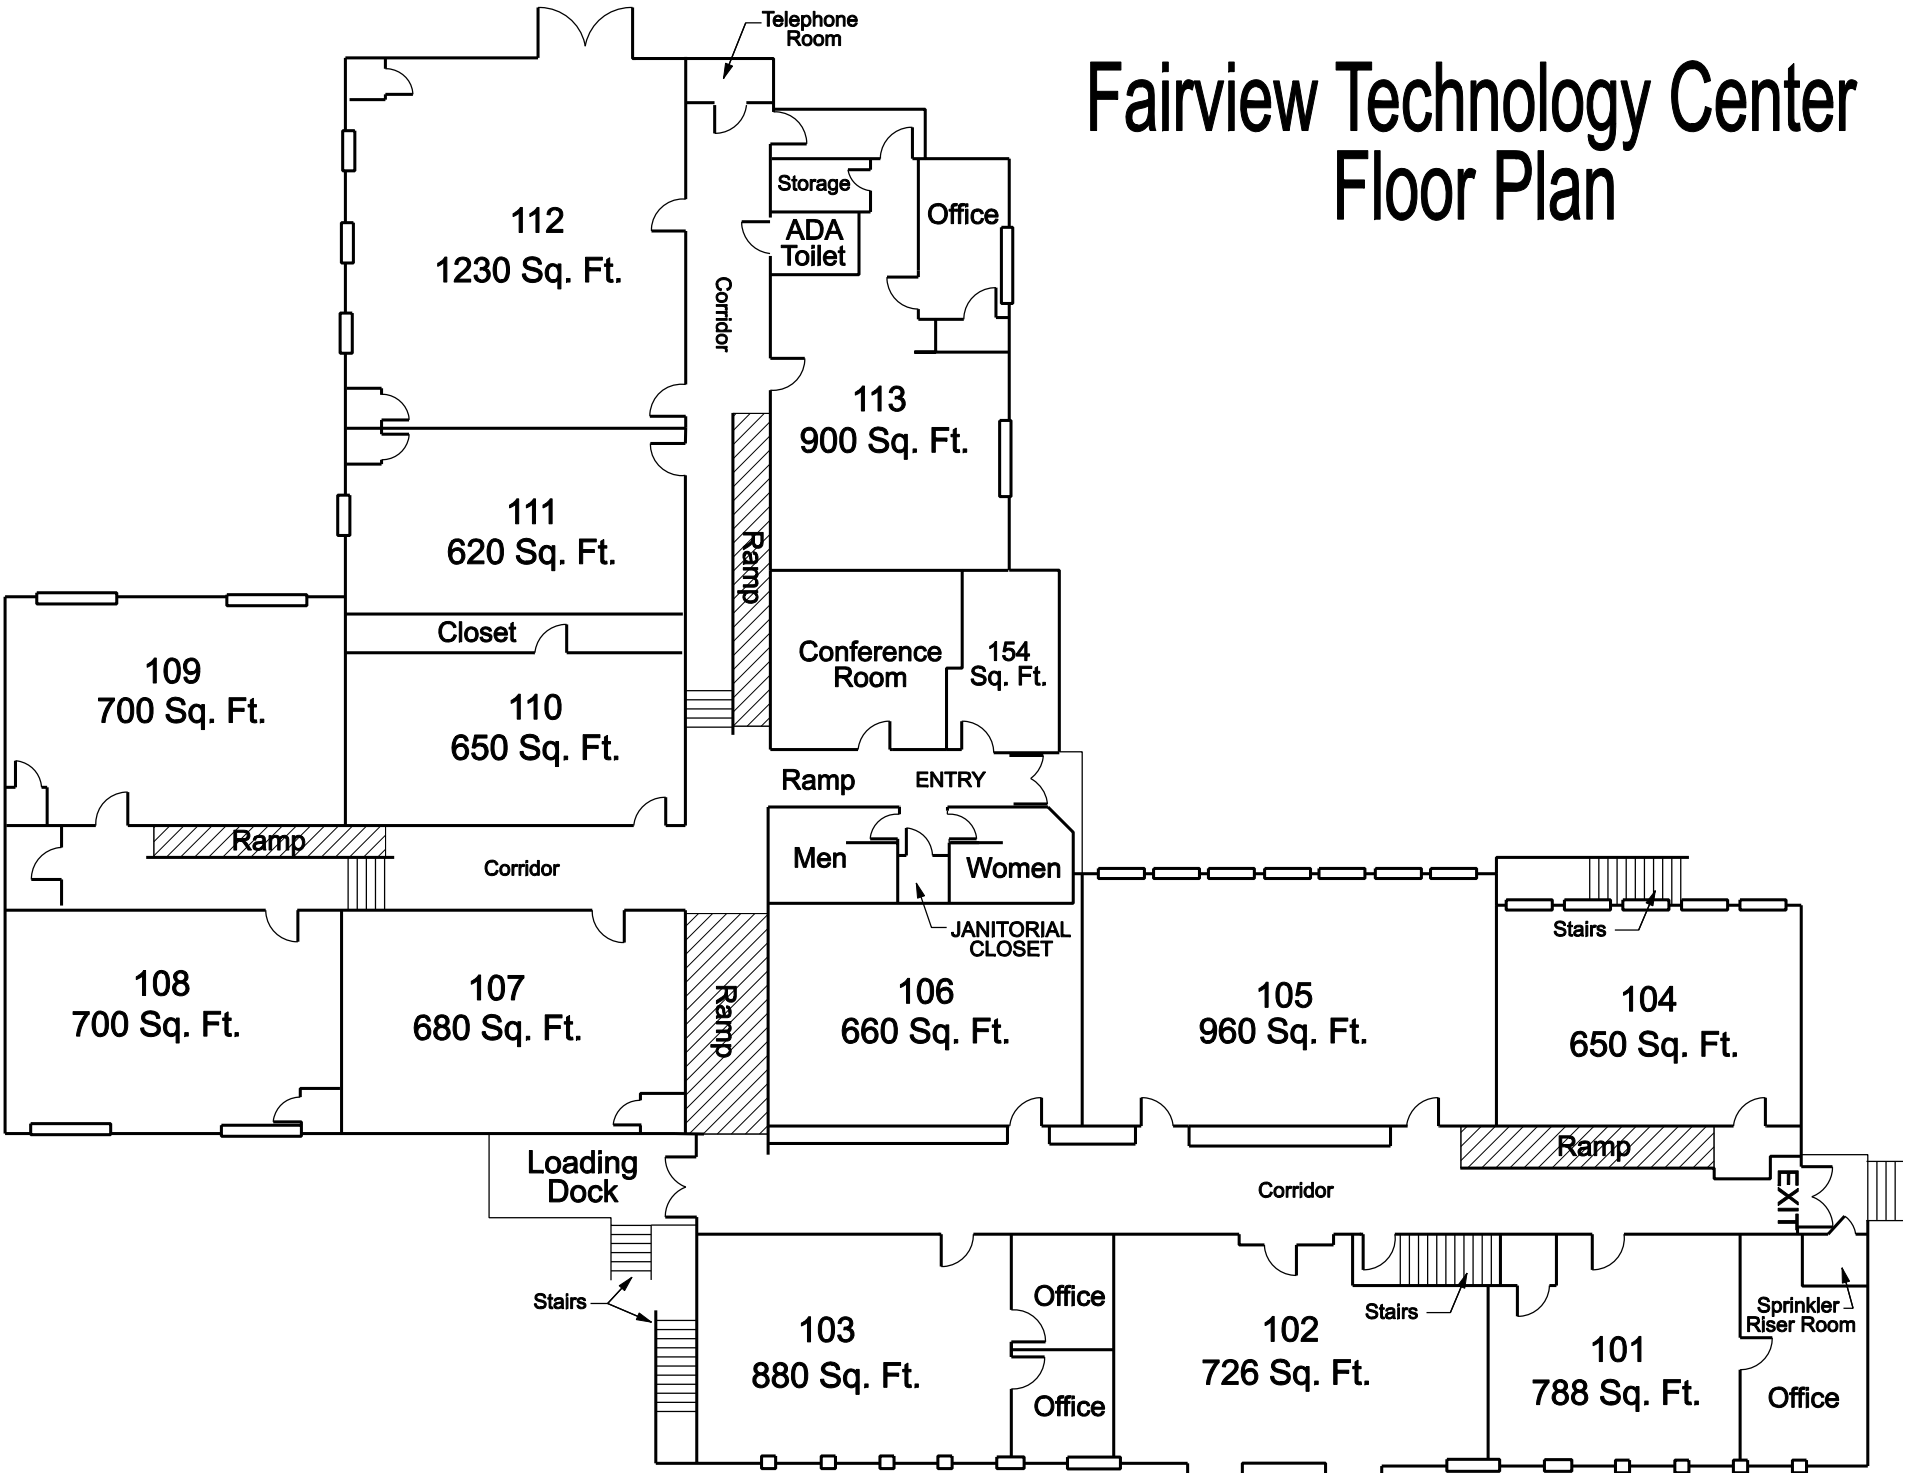 Telephone
Room
Fairview Technology Center
Floor Plan
Storage
Office
ADA
Toilet
112
1230 Sq. Ft.
Corridor
113
900 Sq. Ft.
111
620 Sq. Ft.
Ramp
Closet
Conference
Room
154
Sq. Ft.
109
700 Sq. Ft.
110
650 Sq. Ft.
Ramp
ENTRY
Ramp
Corridor
Men
Women
JANITORIAL
CLOSET
Stairs
108
700 Sq. Ft.
107
680 Sq. Ft.
Ramp
106
660 Sq. Ft.
105
960 Sq. Ft.
104
650 Sq. Ft.
Ramp
Loading
Dock
Corridor
EXIT
Stairs
Office
Stairs
Sprinkler
Riser Room
103
880 Sq. Ft.
102
726 Sq. Ft.
101
788 Sq. Ft.
Office
Office